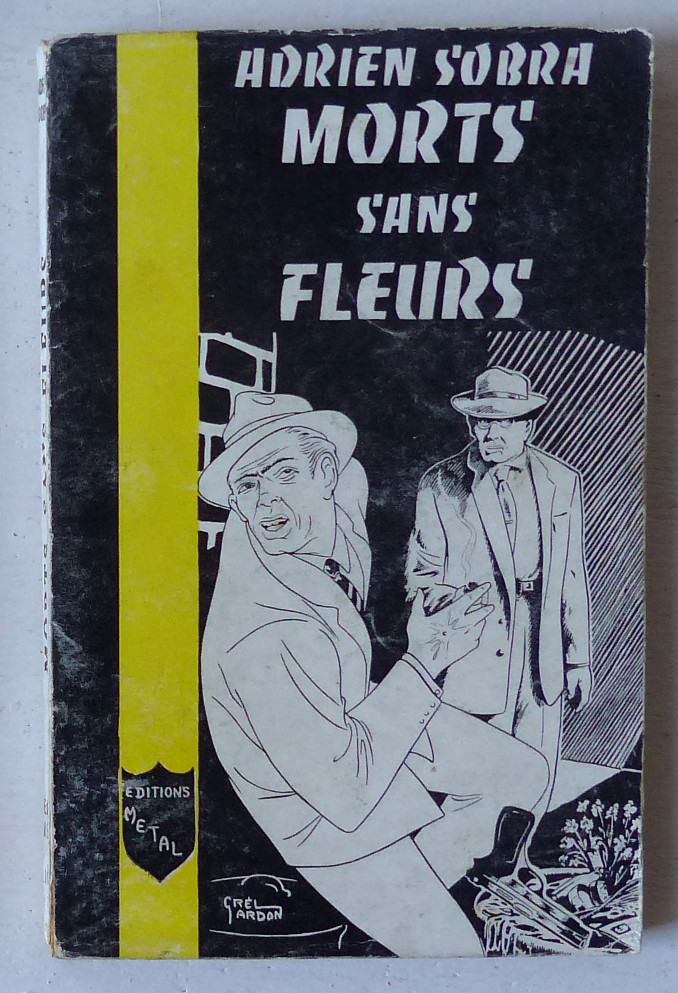 ADRIEN SOBRA
MORTS
SANS
FLEURS
EDITIONS
METAL
GREL
ARDON